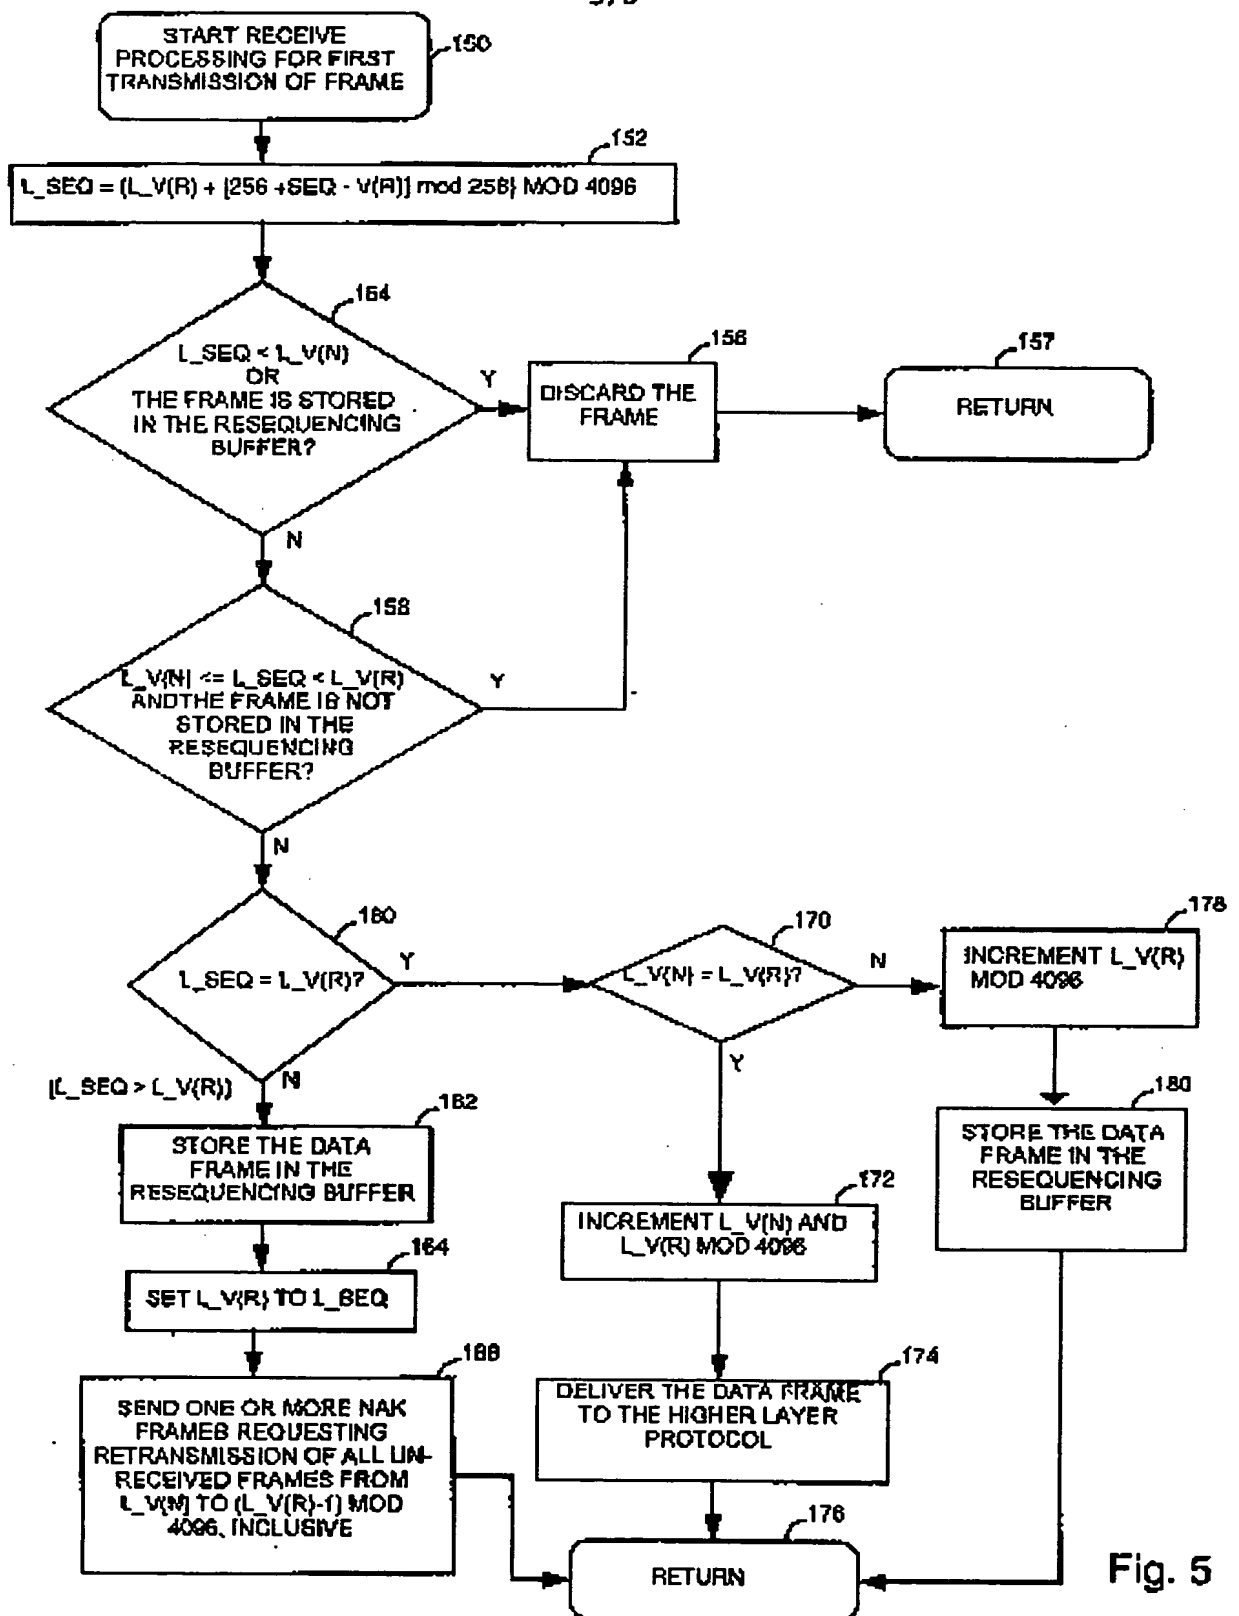 START RECEIVE
PROCESSING FOR FIRST
TRANSMISSION OF FRAME
150
152
L_SEQ = (L_V(R) + [256 +SEQ - V(R)] mod 256} MOD 4096
154
L_SEQ < L_V(N)
OR
THE FRAME IS STORED
IN THE RESEQUENCING
BUFFER?
Y
156
DISCARD THE
FRAME
157
RETURN
N
158
L_V(N) <= L_SEQ < L_V(R)
ANDTHE FRAME IS NOT
STORED IN THE
RESEQUENCING
BUFFER?
Y
N
160
L_SEQ = L_V(R)?
Y
170
L_V(N) = L_V(R)?
N
178
INCREMENT L_V(R)
MOD 4096
N
(L_SEQ > L_V(R))
Y
162
STORE THE DATA
FRAME IN THE
RESEQUENCING BUFFER
180
STORE THE DATA
FRAME IN THE
RESEQUENCING
BUFFER
172
INCREMENT L_V(N) AND
L_V(R) MOD 4096
164
SET L_V(R) TO L_SEQ
166
SEND ONE OR MORE NAK
FRAMES REQUESTING
RETRANSMISSION OF ALL UN-
RECEIVED FRAMES FROM
L_V(N) TO (L_V(R)-1) MOD
4096, INCLUSIVE
174
DELIVER THE DATA FRAME
TO THE HIGHER LAYER
PROTOCOL
176
RETURN
Fig. 5